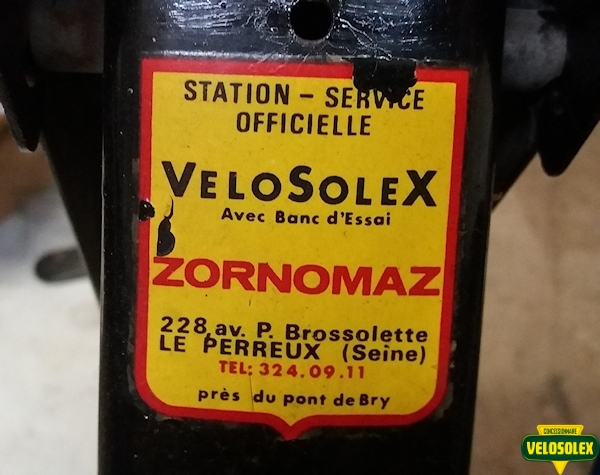 STATION - SERVICE
OFFICIELLE
VELOSOLEX
Avec Banc d'Essai
ZORNOMAZ
228, av. P. Brossolette
LE PERREUX (Seine)
TEL: 324.09.11
près du pont de Bry
CONCESSIONNAIRE
VELOSOLEX